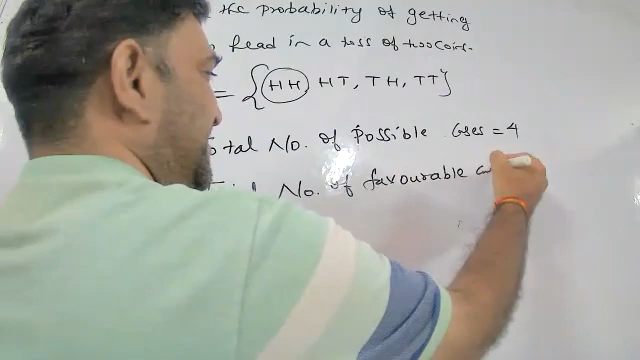 the probability of getting
head in a toss of two coins.
= { HH, HT, TH, TT}
Total No. of possible cases = 4
No. of favourable ca